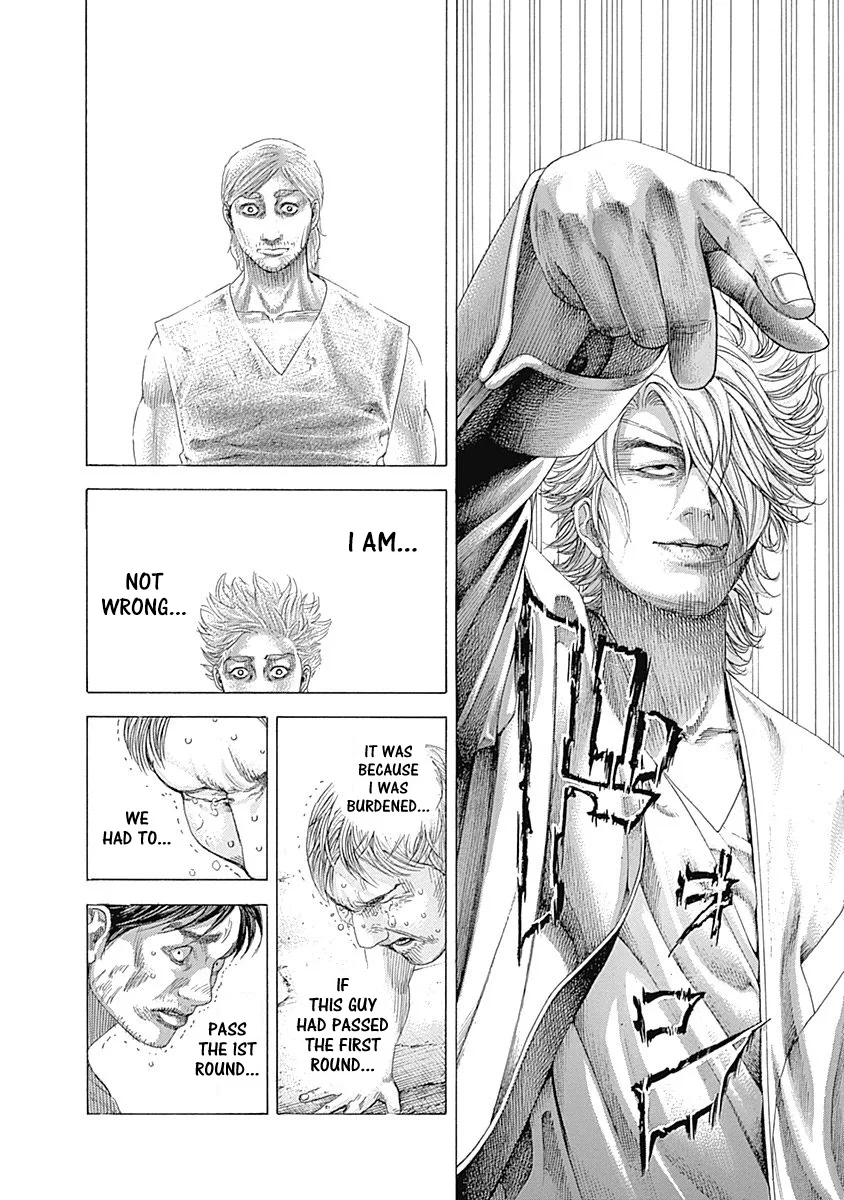 I AM...
NOT
WRONG...
IT WAS
BECAUSE
I WAS
BURDENED...
IF
THIS GUY
HAD PASSED
THE FIRST
ROUND...
WE
HAD TO...
PASS
THE 1ST
ROUND...